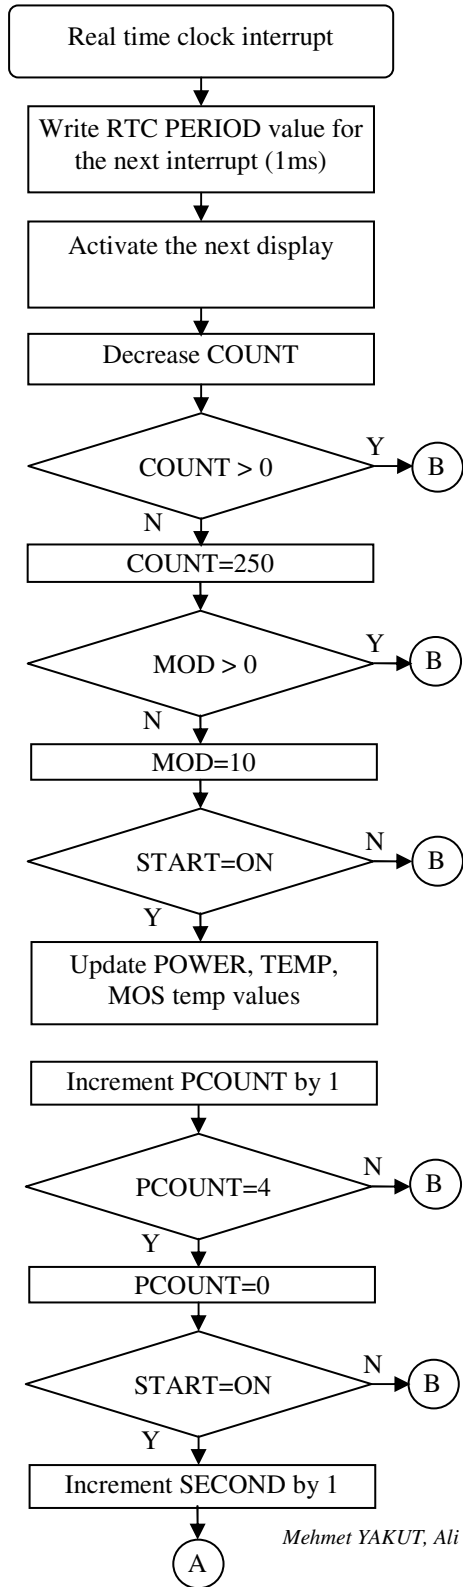 Real time clock interrupt
Write RTC PERIOD value for
the next interrupt (1ms)
Activate the next display
Decrease COUNT
COUNT > 0
Y
B
N
COUNT=250
MOD > 0
Y
B
N
MOD=10
START=ON
N
B
Y
Update POWER, TEMP,
MOS temp values
Increment PCOUNT by 1
PCOUNT=4
N
B
Y
PCOUNT=0
START=ON
N
B
Y
Increment SECOND by 1
Mehmet YAKUT, Ali
A